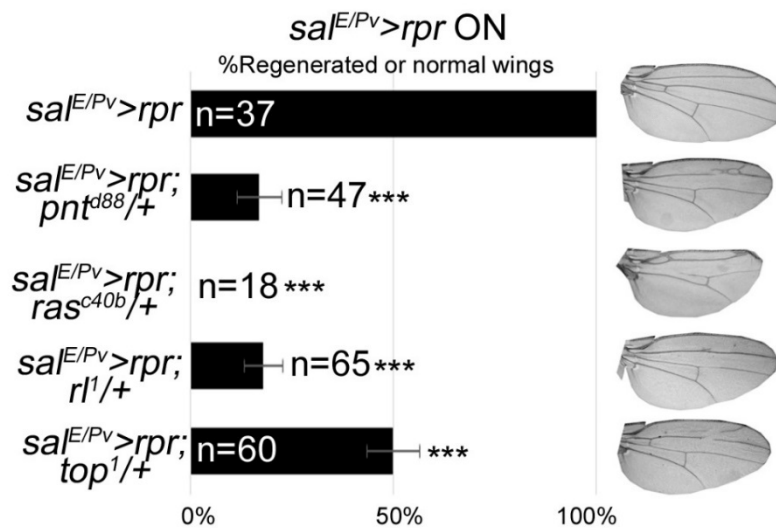 sal^E/Pv>rpr ON
%Regenerated or normal wings
sal^E/Pv>rpr
n=37
sal^E/Pv>rpr;
pnt^d88/+
n=47 ***
sal^E/Pv>rpr;
ras^c40b/+
n=18 ***
sal^E/Pv>rpr;
rl^1/+
n=65 ***
sal^E/Pv>rpr;
top^1/+
n=60 ***
0% 50% 100%